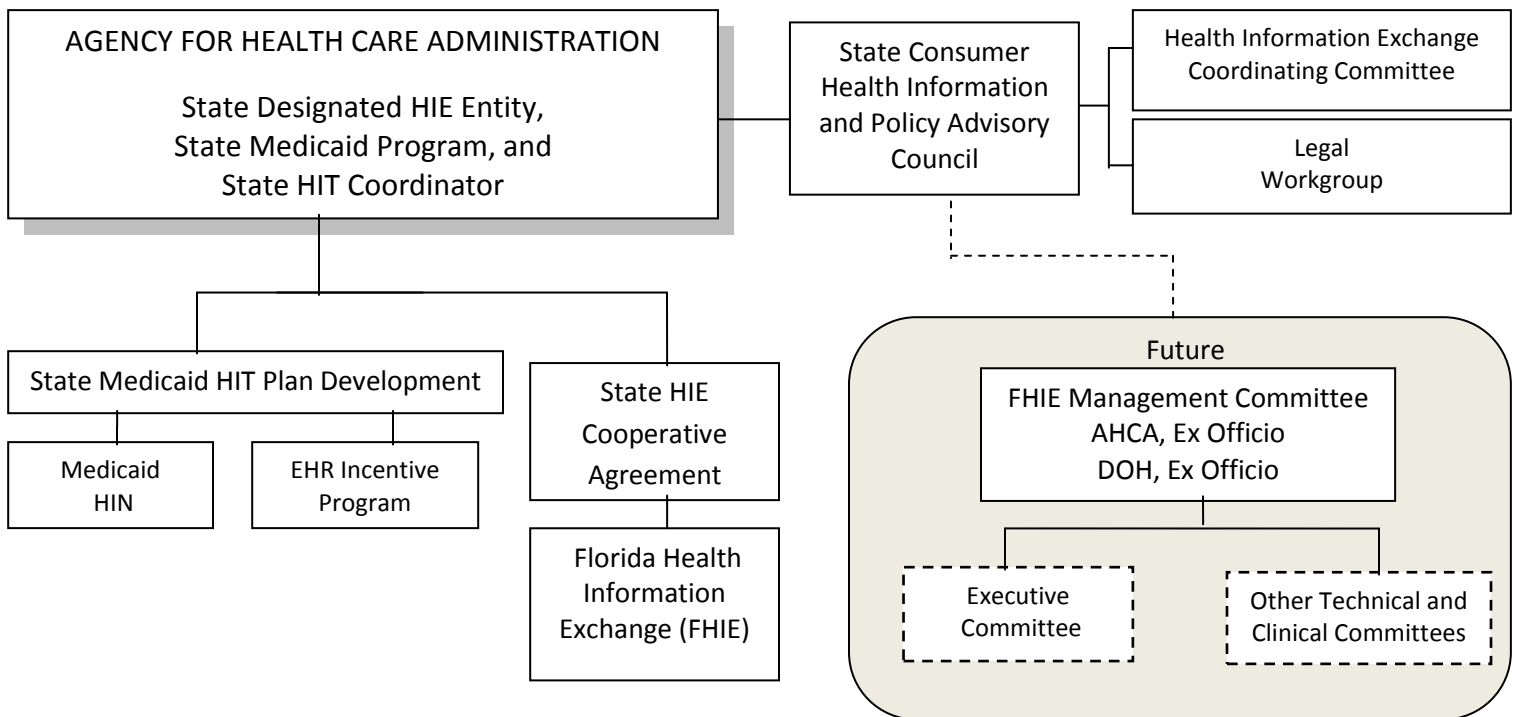 AGENCY FOR HEALTH CARE ADMINISTRATION
State Designated HIE Entity,
State Medicaid Program, and
State HIT Coordinator
State Consumer
Health Information
and Policy Advisory
Council
Health Information Exchange
Coordinating Committee
Legal
Workgroup
State Medicaid HIT Plan Development
Medicaid
HIN
EHR Incentive
Program
State HIE
Cooperative
Agreement
Florida Health
Information
Exchange (FHIE)
Future
FHIE Management Committee
AHCA, Ex Officio
DOH, Ex Officio
Executive
Committee
Other Technical and
Clinical Committees